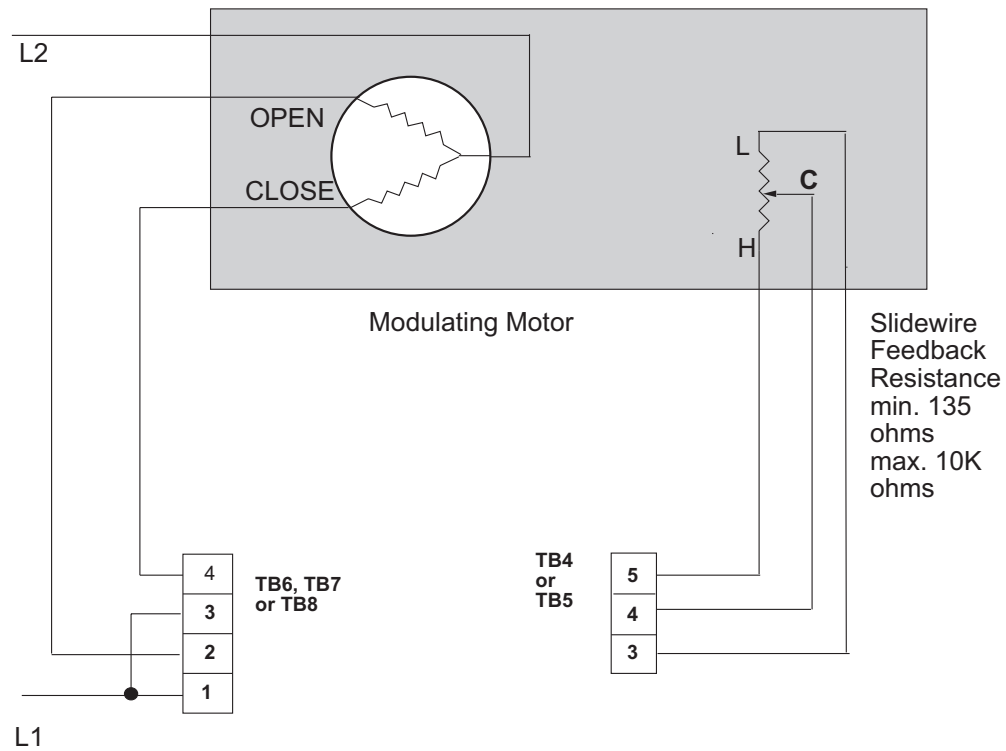 L2
OPEN
CLOSE
L
C
H
Modulating Motor
Slidewire
Feedback
Resistance
min. 135
ohms
max. 10K
ohms
4
3
2
1
TB6, TB7
or TB8
TB4
or
TB5
5
4
3
L1